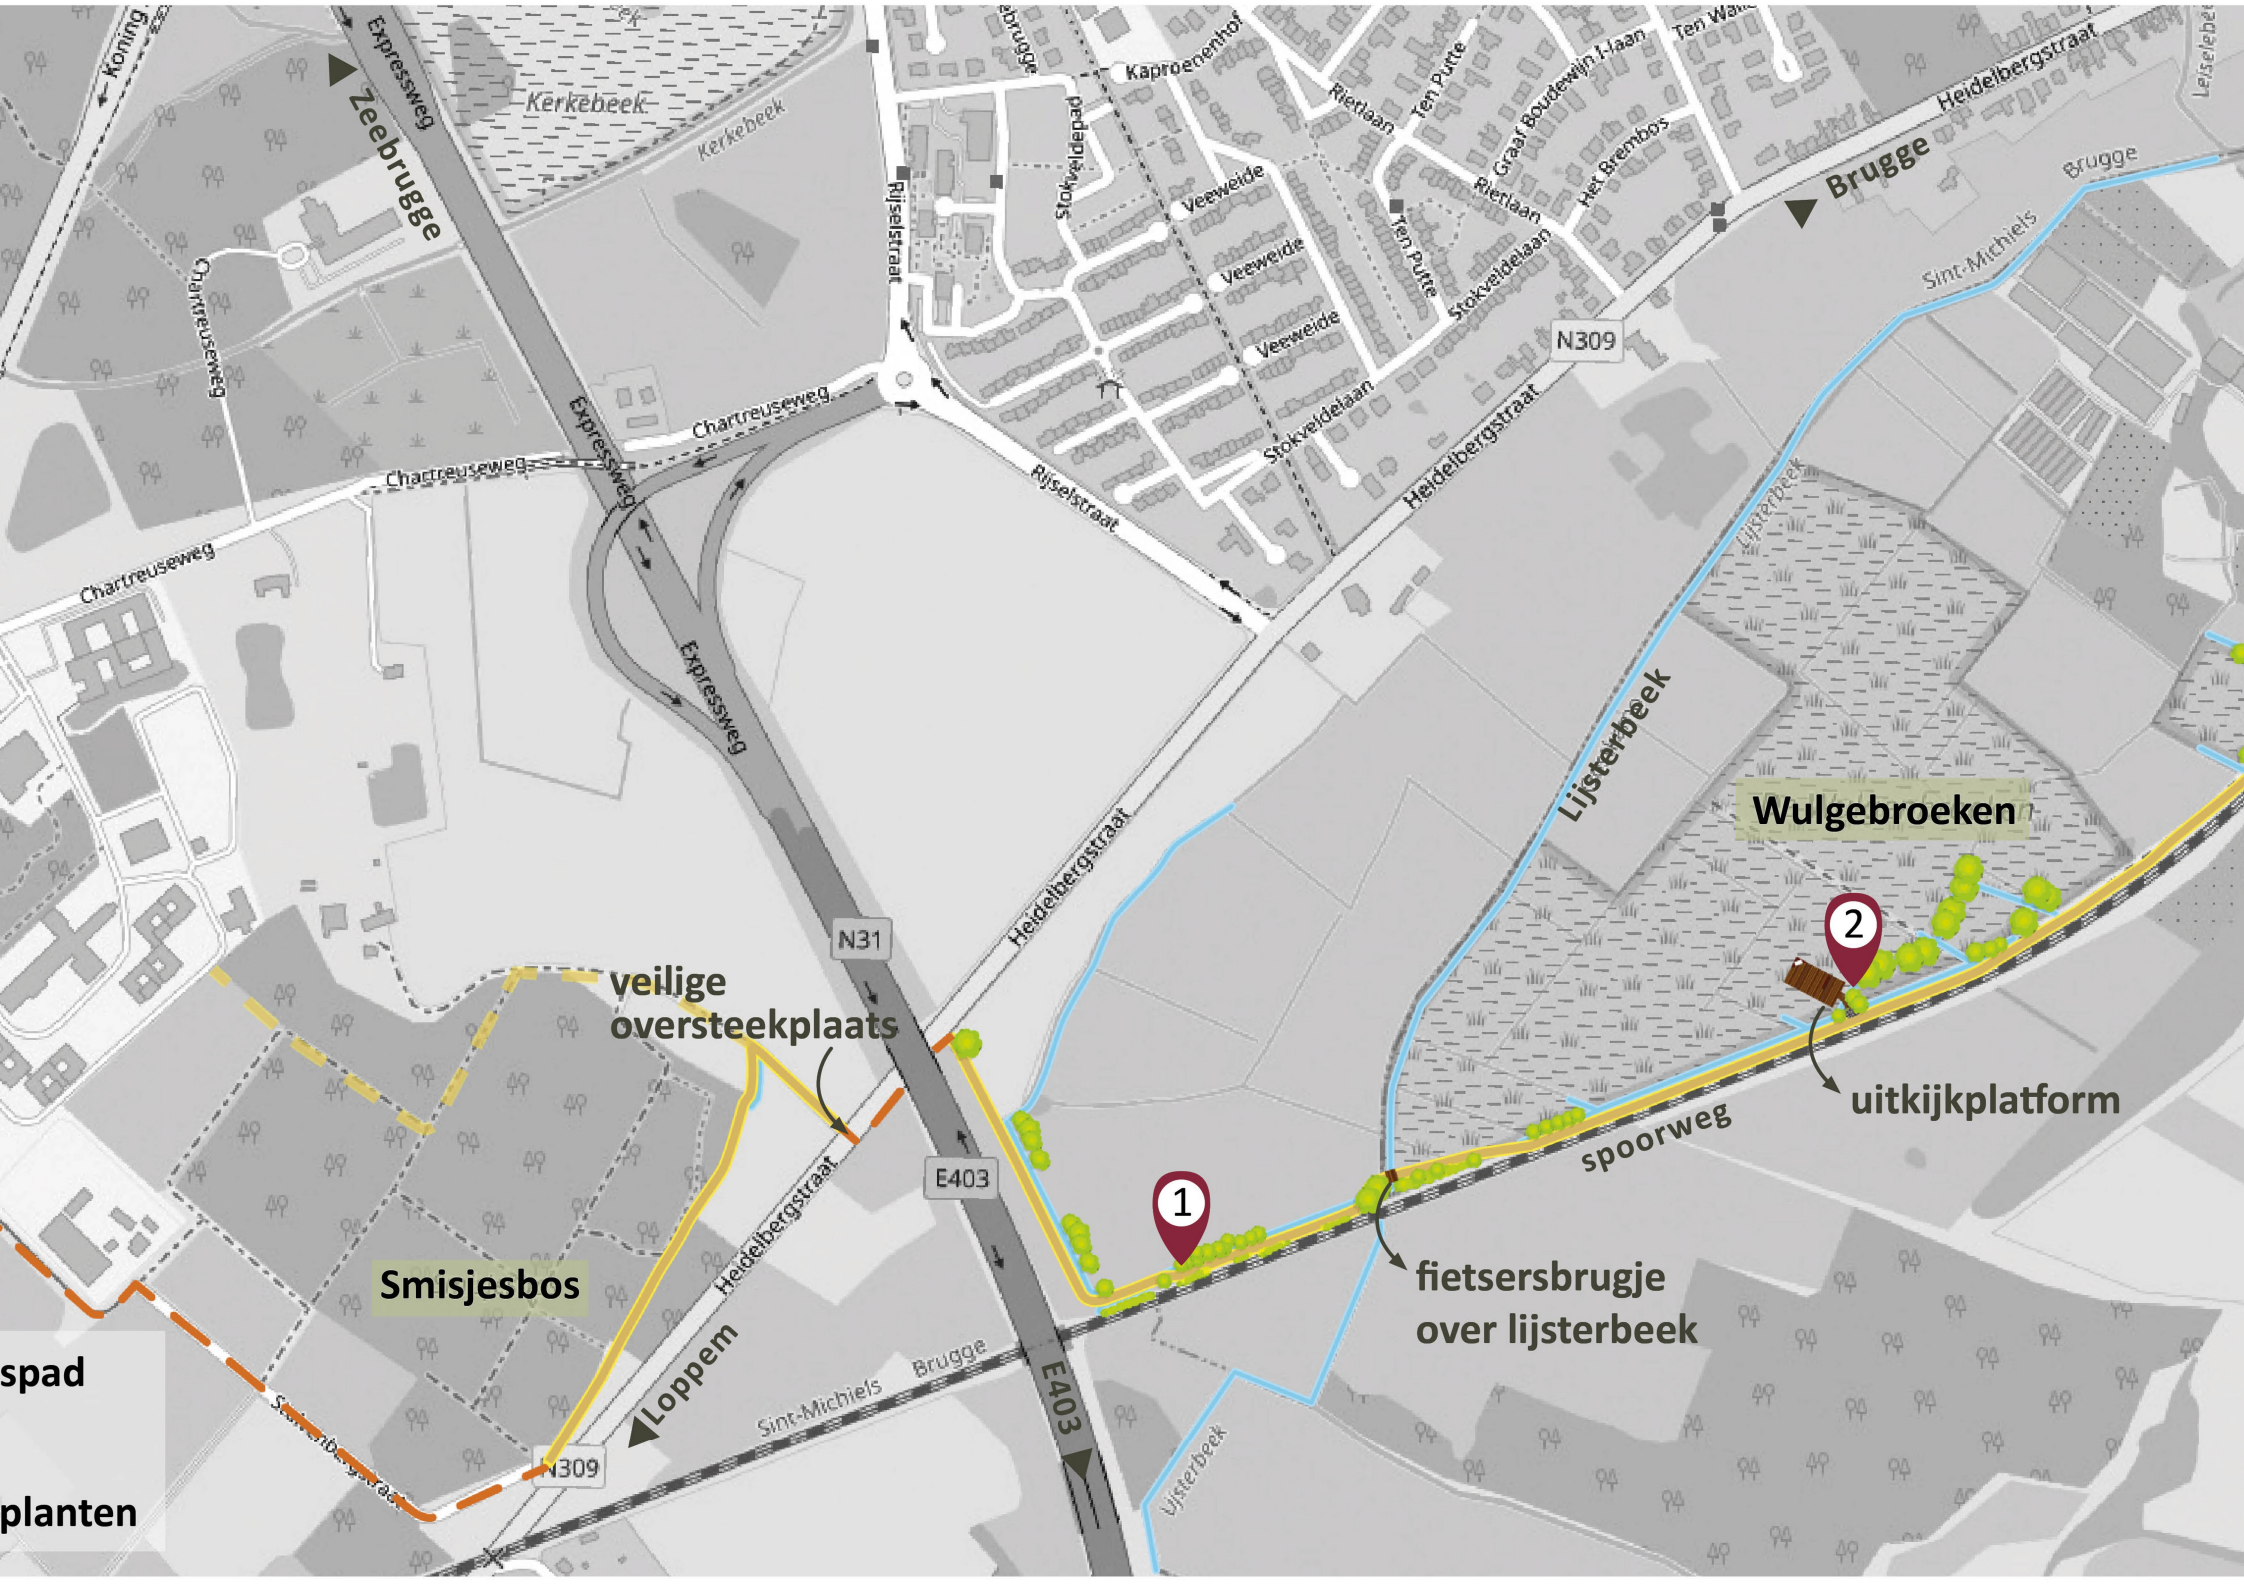 Koning
Expressweg
Zeebrugge
Kerkebeek
Kerkebeek
Rijselstraat
Kaproenenhof
Stokveldedreef
Veeweide
Veeweide
Veeweide
Rietlaan
Ten Putte
Graaf Boudewijn I-laan
Rietlaan
Het Brembos
Ten Putte
Stokveldelaan
Heidelbergstraat
Brugge
Brugge
Sint-Michiels
Chartreuseweg
Expressweg
Chartreuseweg
Chartreuseweg
Chartreuseweg
N309
Stokveldelaan
Rijselstraat
Heidelbergstraat
Lijsterbeek
Expressweg
Lijsterbeek
Wulgebroeken
Heidelbergstraat
N31
2
veilige
oversteekplaats
uitkijkplatform
spoorweg
E403
1
Heidelbergstraat
Smisjesbos
fietsersbrugje
over lijsterbeek
Loppem
Sint-Michiels
Brugge
E403
spad
N309
Lijsterbeek
planten